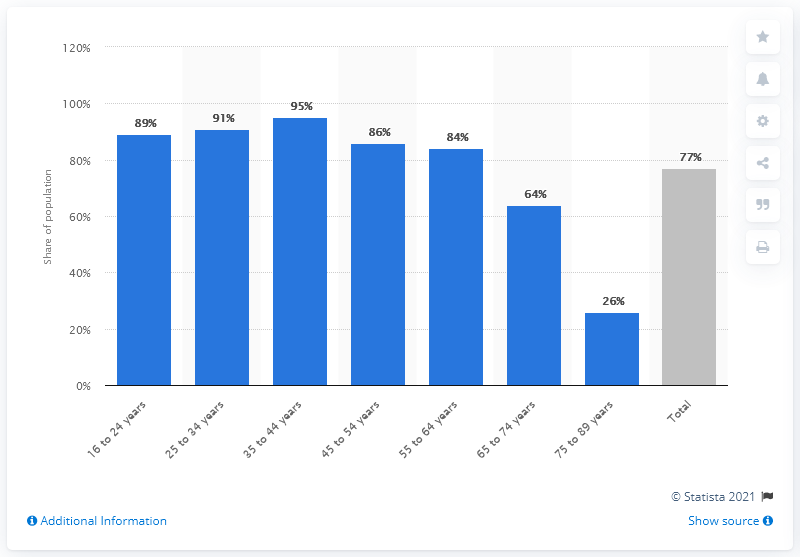 120%
100%
80%
60%
40%
20%
0%
Share of population
89%
91%
95%
86%
84%
64%
26%
77%
16 to 24 years
25 to 34 years
35 to 44 years
45 to 54 years
55 to 64 years
65 to 74 years
75 to 89 years
Total
© Statista 2021
Additional Information
Show source